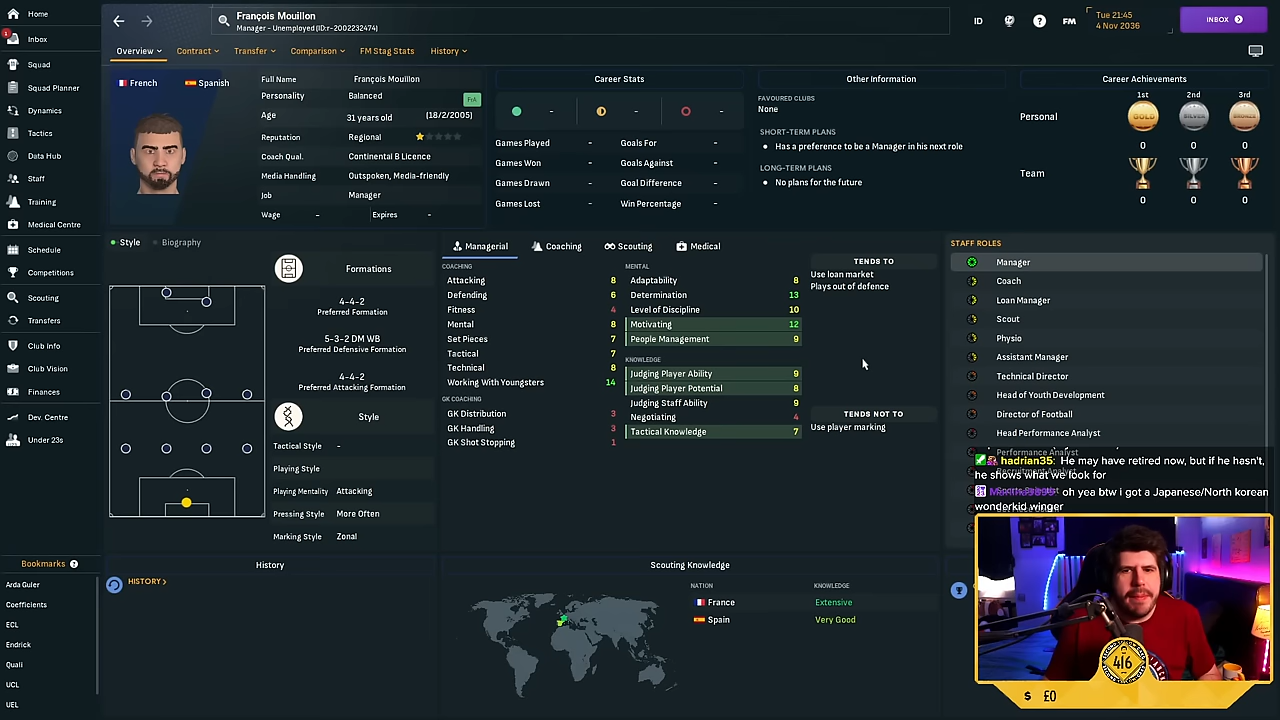 Home
François Mouillon
Manager - Unemployed (ID:r-2002232474)
ID
FM
Tue 21:45
4 Nov 2036
INBOX
1
Inbox
Overview
Contract
Transfer
Comparison
FM Stag Stats
History
Squad
Squad Planner
Dynamics
Tactics
Data Hub
Staff
Training
Medical Centre
Schedule
Competitions
Scouting
Transfers
Club Info
Club Vision
Finances
Dev. Centre
Under 23s
French
Spanish
Full Name
François Mouillon
Personality
Balanced
FrA
Age
31 years old
(18/2/2005)
Reputation
Regional
Coach Qual.
Continental B Licence
Media Handling
Outspoken, Media-friendly
Job
Manager
Wage
-
Expires
-
Career Stats
-
-
-
Games Played - Goals For -
Games Won - Goals Against -
Games Drawn - Goal Difference -
Games Lost - Win Percentage -
Other Information
FAVOURED CLUBS
None
SHORT-TERM PLANS
Has a preference to be a Manager in his next role
LONG-TERM PLANS
No plans for the future
Career Achievements
1st 2nd 3rd
Personal
GOLD SILVER BRONZE
0 0 0
Team
0 0 0
Style
Biography
Formations
4-4-2
Preferred Formation
5-3-2 DM WB
Preferred Defensive Formation
4-4-2
Preferred Attacking Formation
Style
Tactical Style -
Playing Style
Playing Mentality Attacking
Pressing Style More Often
Marking Style Zonal
Managerial
Coaching
Scouting
Medical
COACHING
Attacking 8
Defending 6
Fitness 4
Mental 8
Set Pieces 7
Tactical 7
Technical 8
Working With Youngsters 14
GK COACHING
GK Distribution 3
GK Handling 3
GK Shot Stopping 1
MENTAL
Adaptability 8
Determination 13
Level of Discipline 10
Motivating 12
People Management 9
KNOWLEDGE
Judging Player Ability 9
Judging Player Potential 8
Judging Staff Ability 9
Negotiating 4
Tactical Knowledge 7
TENDS TO
Use loan market
Plays out of defence
TENDS NOT TO
Use player marking
STAFF ROLES
Manager
Coach
Loan Manager
Scout
Physio
Assistant Manager
Technical Director
Head of Youth Development
Director of Football
Head Performance Analyst
Performance Analyst
hadrian35: He may have retired now, but if he hasn't,
he shows what we look for
oh yea btw i got a Japanese/North korean
wonderkid winger
Bookmarks
Arda Guler
Coefficients
ECL
Endrick
Quali
UCL
UEL
History
HISTORY >
Scouting Knowledge
NATION KNOWLEDGE
France Extensive
Spain Very Good
416
$ £0